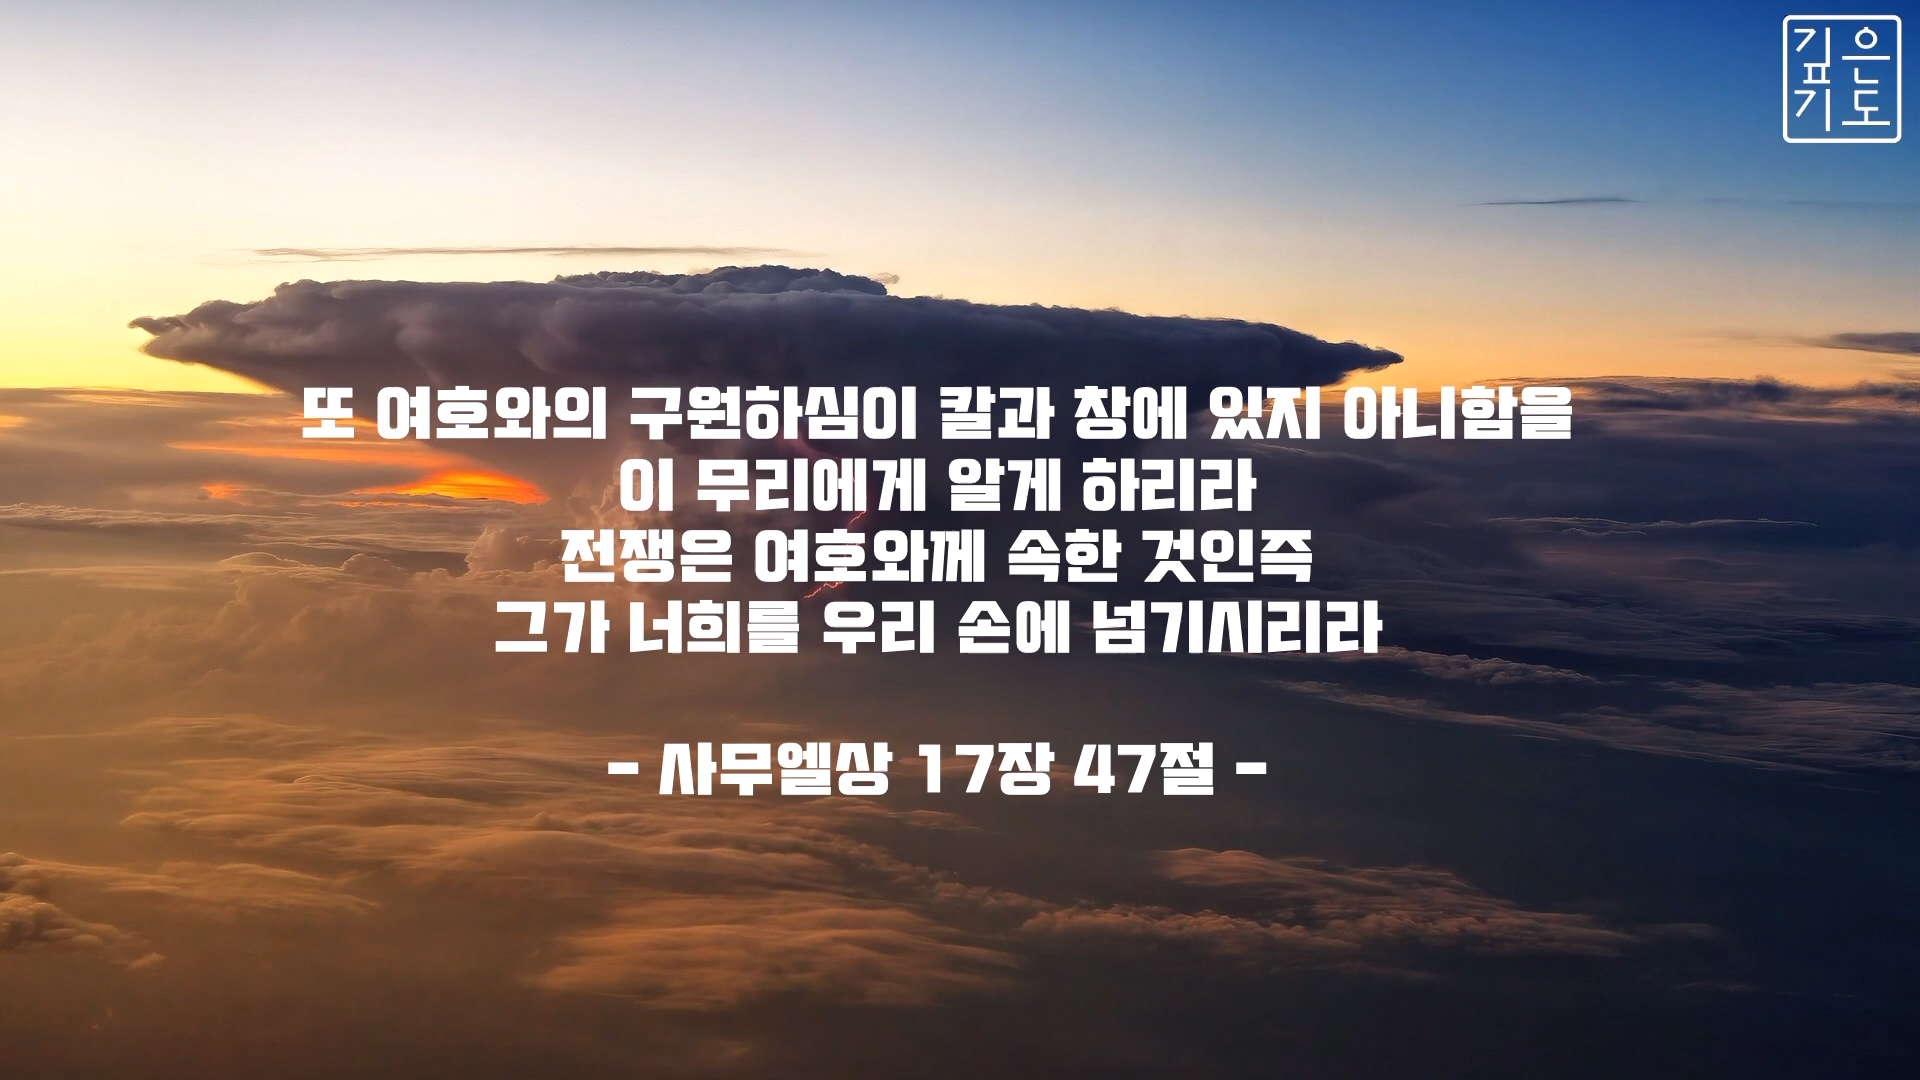 깊은
기도
또 여호와의 구원하심이 칼과 창에 있지 아니함을
이 무리에게 알게 하리라
전쟁은 여호와께 속한 것인즉
그가 너희를 우리 손에 넘기시리라
- 사무엘상 17장 47절 -